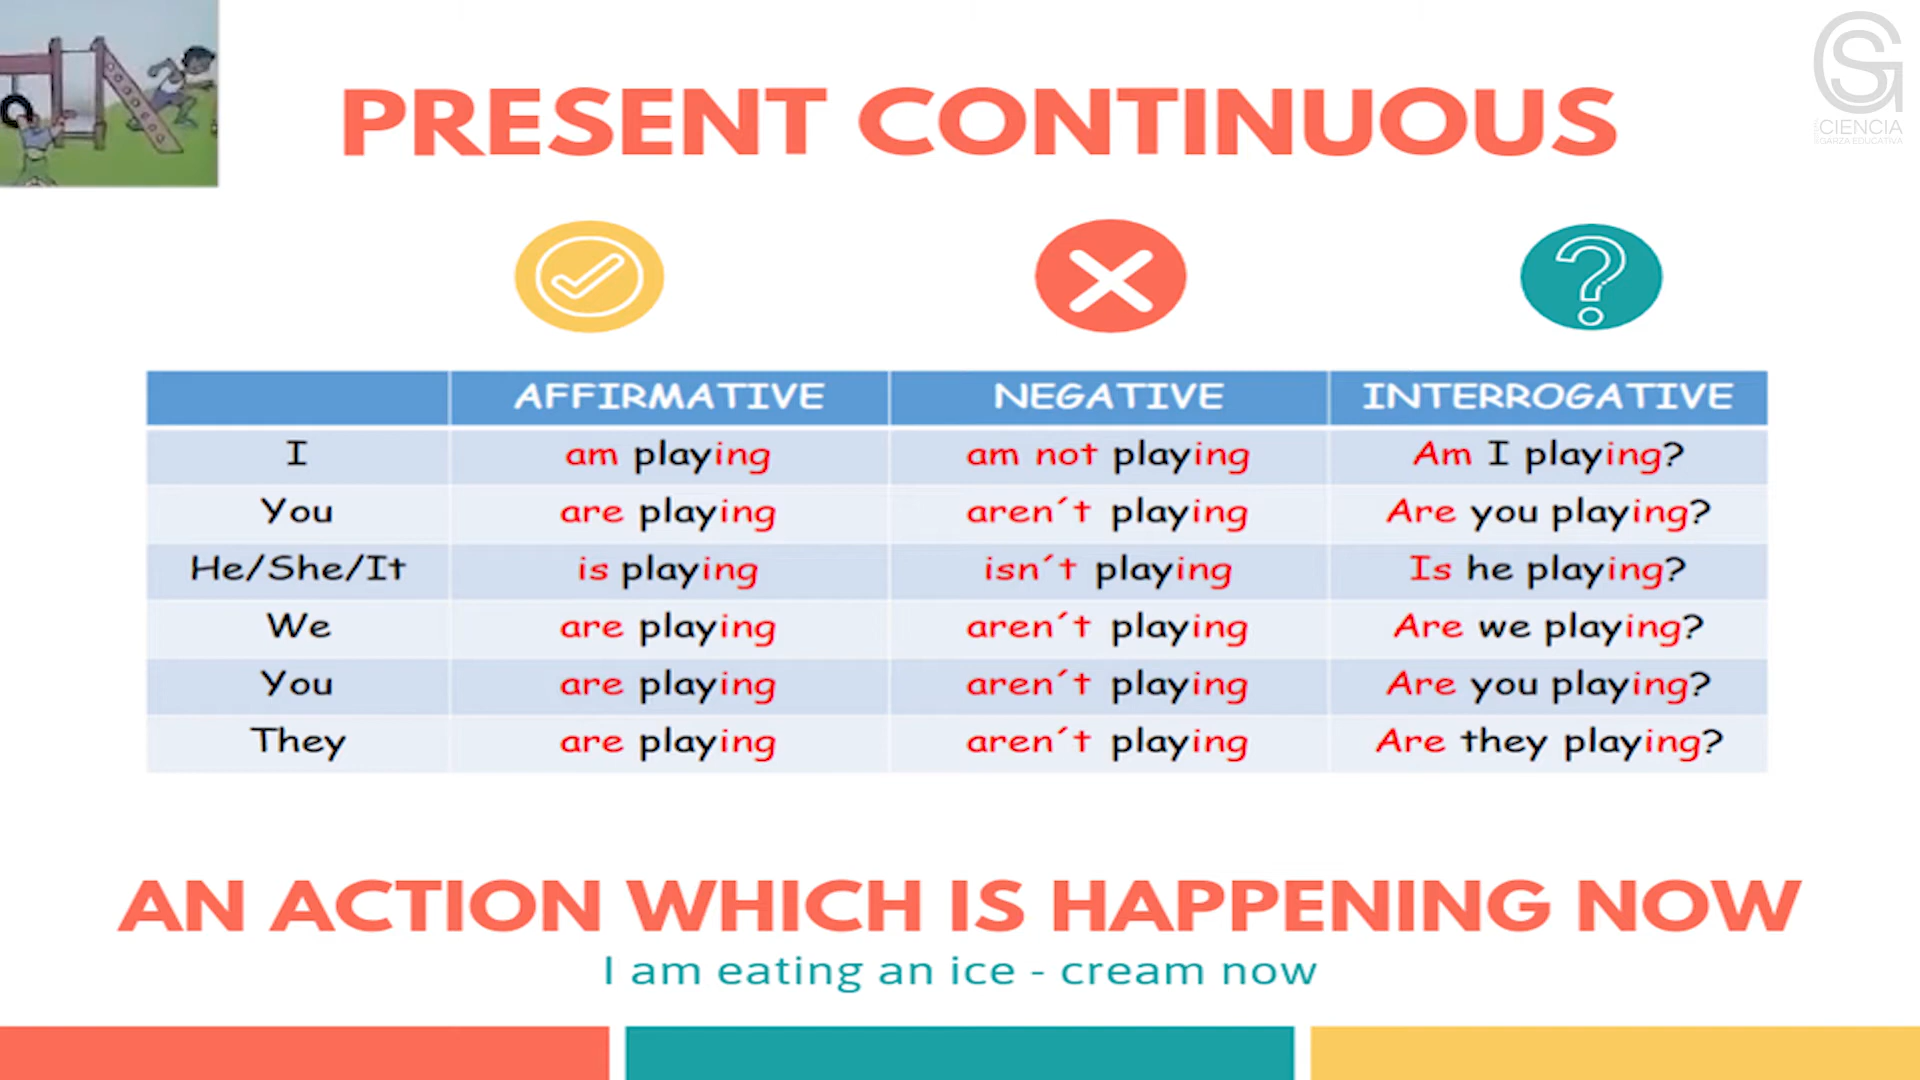 PRESENT CONTINUOUS
CIENCIA
GARZA EDUCATIVA
AFFIRMATIVE NEGATIVE INTERROGATIVE
I am playing am not playing Am I playing?
You are playing aren´t playing Are you playing?
He/She/It is playing isn´t playing Is he playing?
We are playing aren´t playing Are we playing?
You are playing aren´t playing Are you playing?
They are playing aren´t playing Are they playing?
AN ACTION WHICH IS HAPPENING NOW
I am eating an ice - cream now